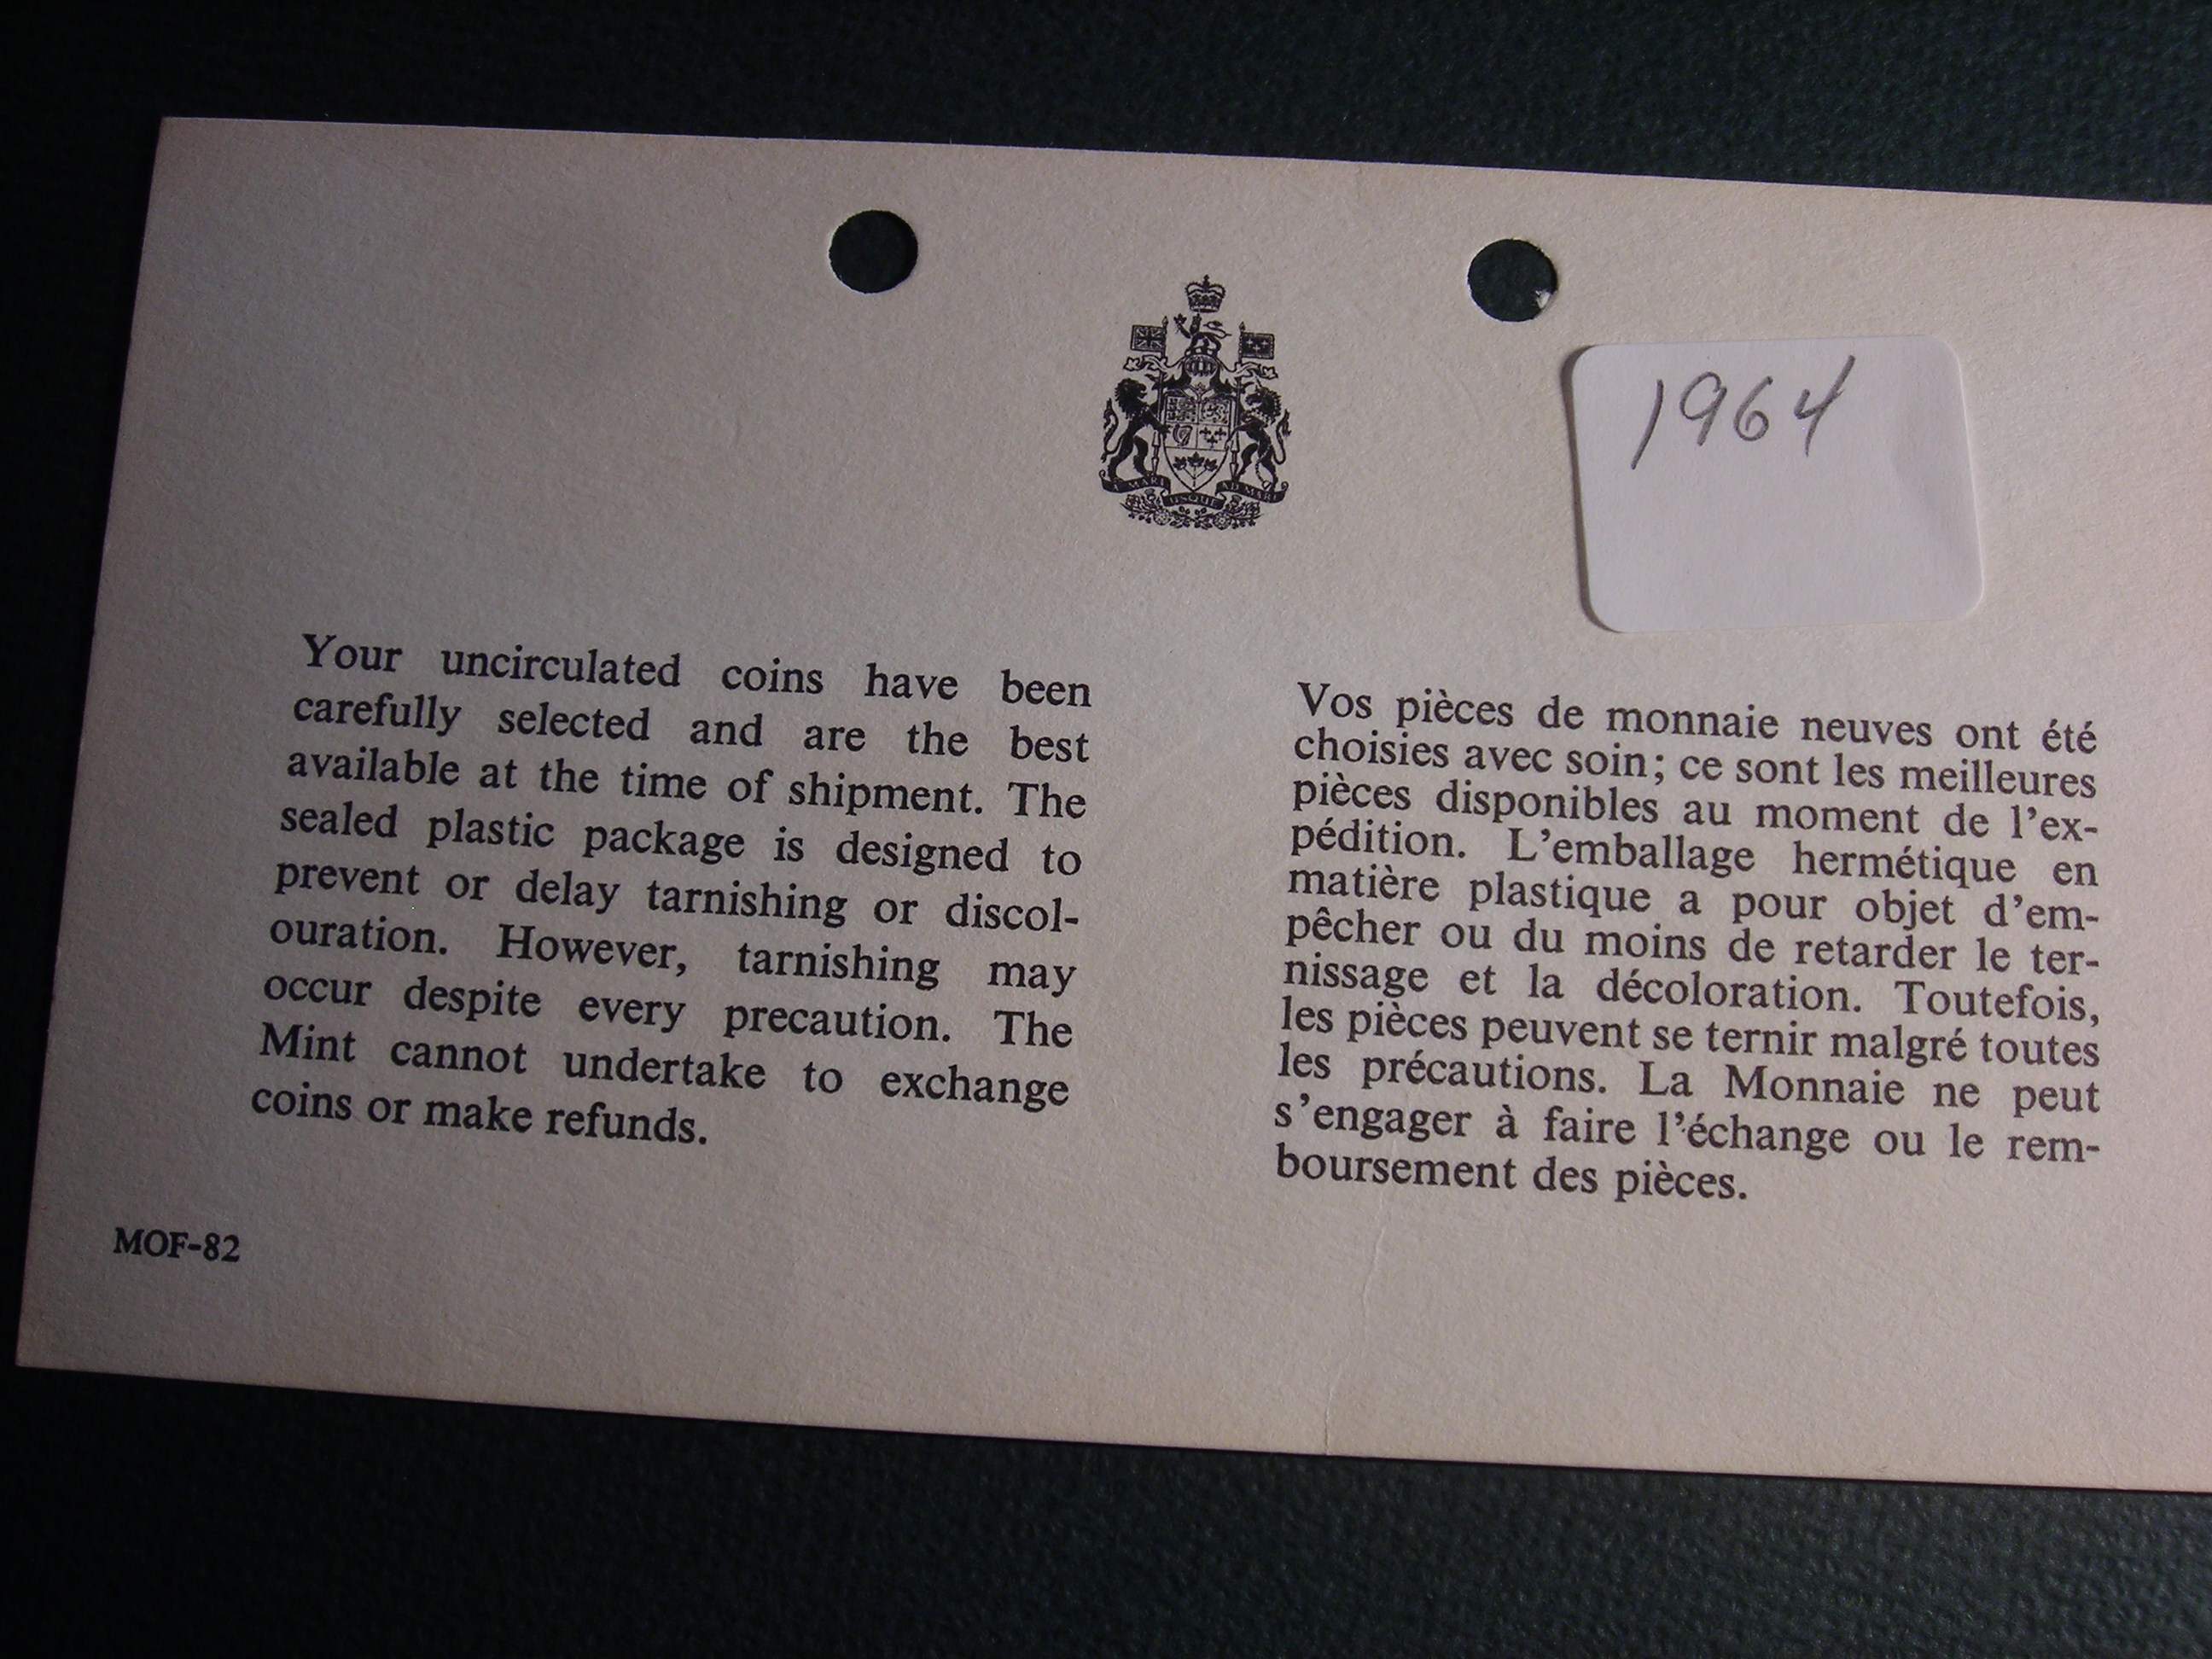 A MARI USQUE AD MARE
1964
Your uncirculated coins have been
carefully selected and are the best
available at the time of shipment. The
sealed plastic package is designed to
prevent or delay tarnishing or discol-
ouration. However, tarnishing may
occur despite every precaution. The
Mint cannot undertake to exchange
coins or make refunds.
MOF-82
Vos pièces de monnaie neuves ont été
choisies avec soin; ce sont les meilleures
pièces disponibles au moment de l'ex-
pédition. L'emballage hermétique en
matière plastique a pour objet d'em-
pêcher ou du moins de retarder le ter-
nissage et la décoloration. Toutefois,
les pièces peuvent se ternir malgré toutes
les précautions. La Monnaie ne peut
s'engager à faire l'échange ou le rem-
boursement des pièces.